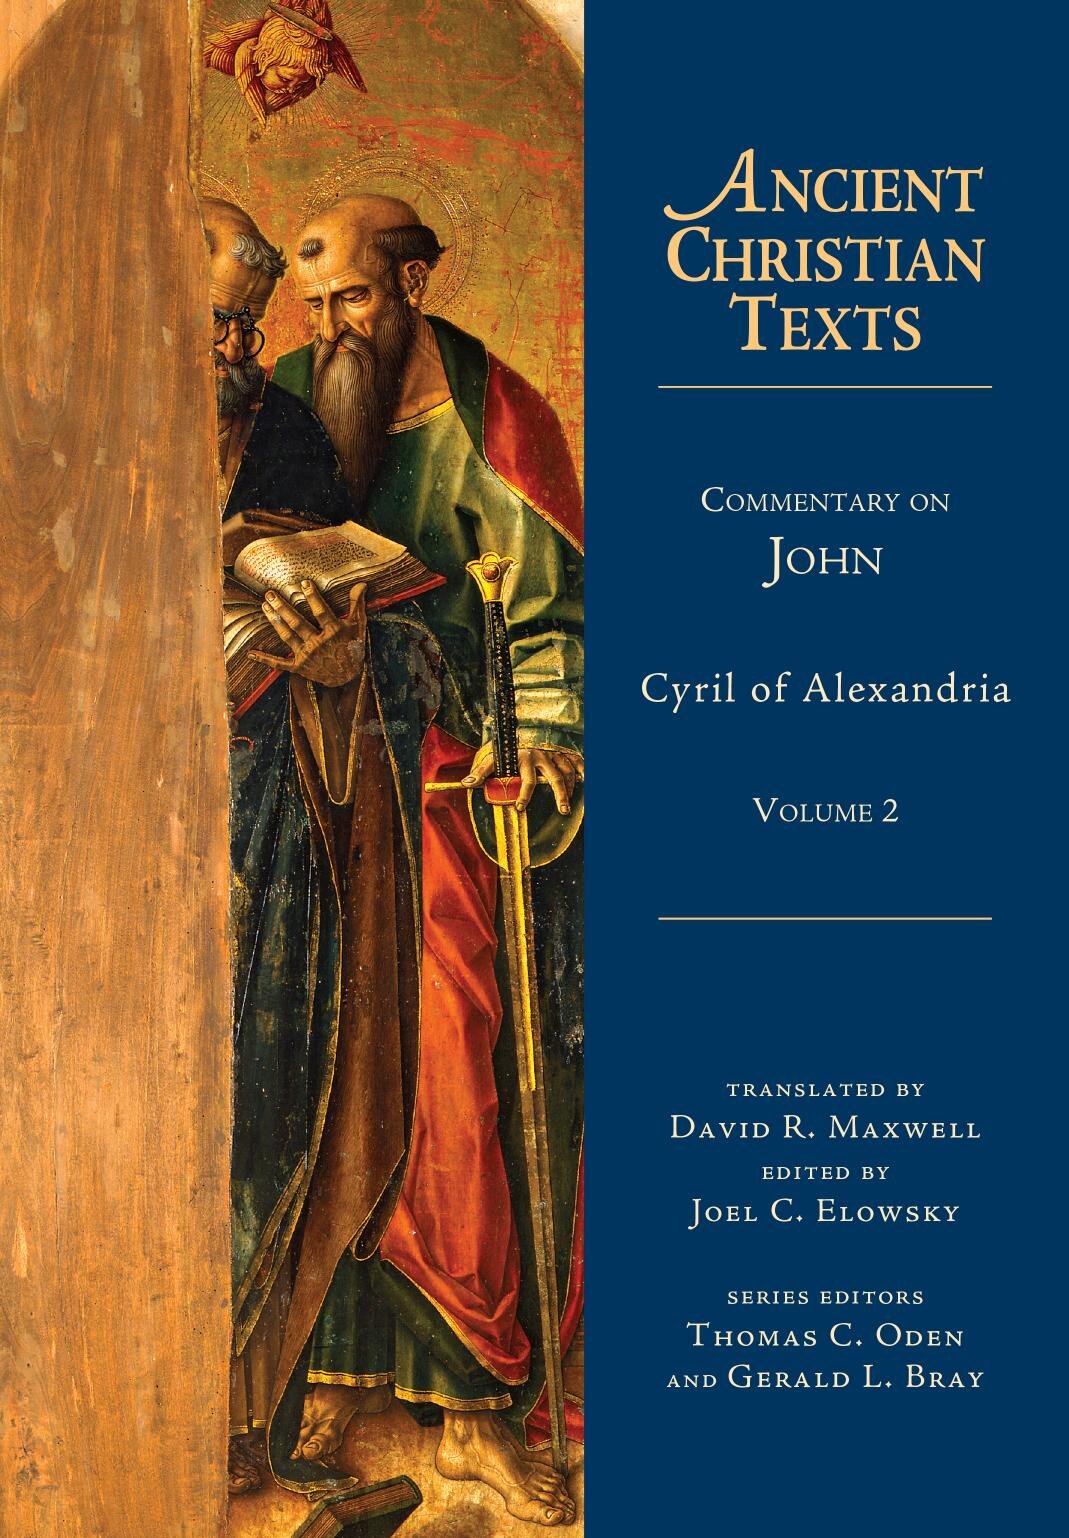 Ancient
Christian
Texts
Commentary on
John
Cyril of Alexandria
Volume 2
translated by
David R. Maxwell
edited by
Joel C. Elowsky
series editors
Thomas C. Oden
and Gerald L. Bray